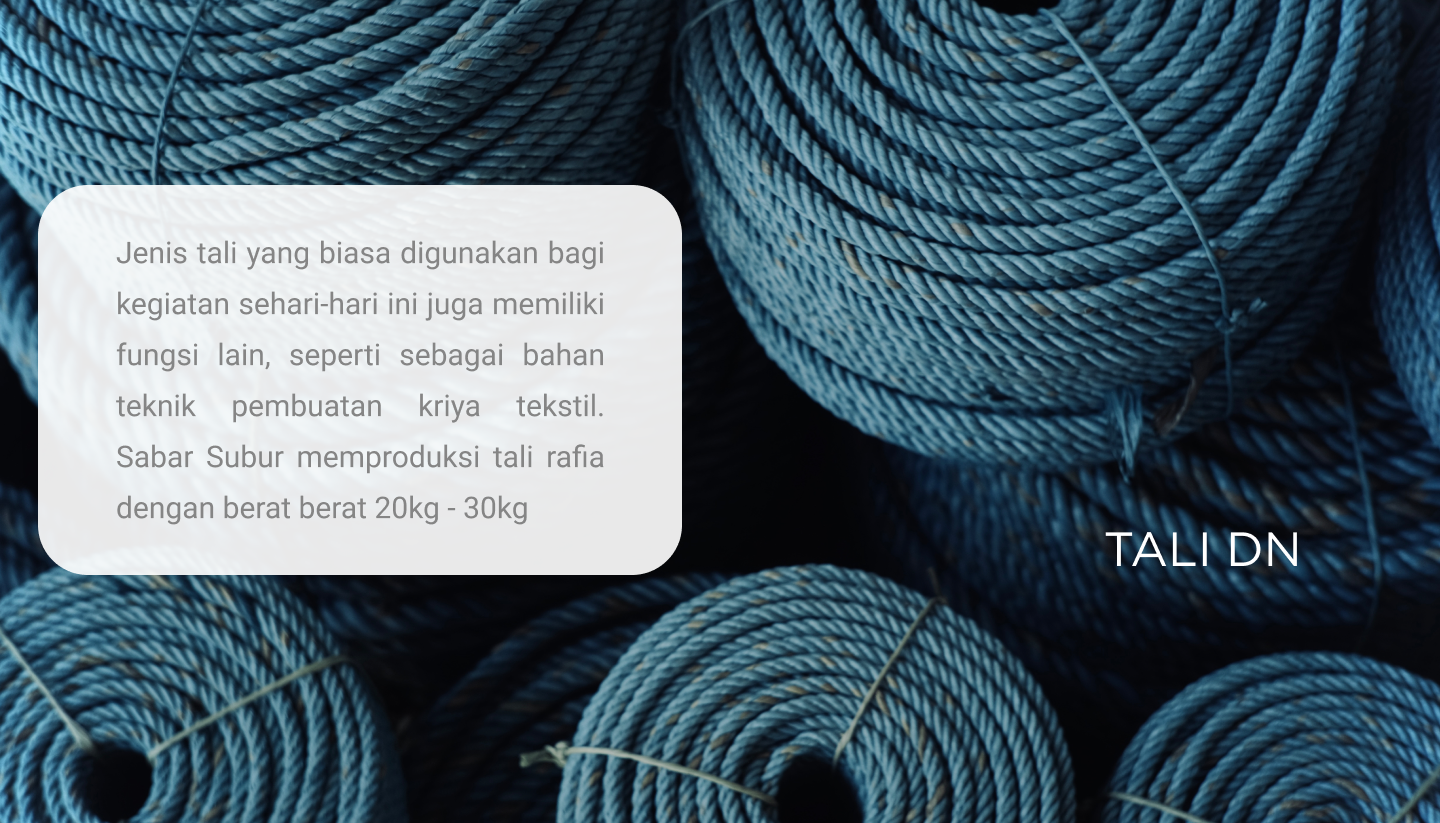 Jenis tali yang biasa digunakan bagi
kegiatan sehari-hari ini juga memiliki
fungsi lain, seperti sebagai bahan
teknik pembuatan kriya tekstil.
Sabar Subur memproduksi tali rafia
dengan berat berat 20kg - 30kg
TALI DN